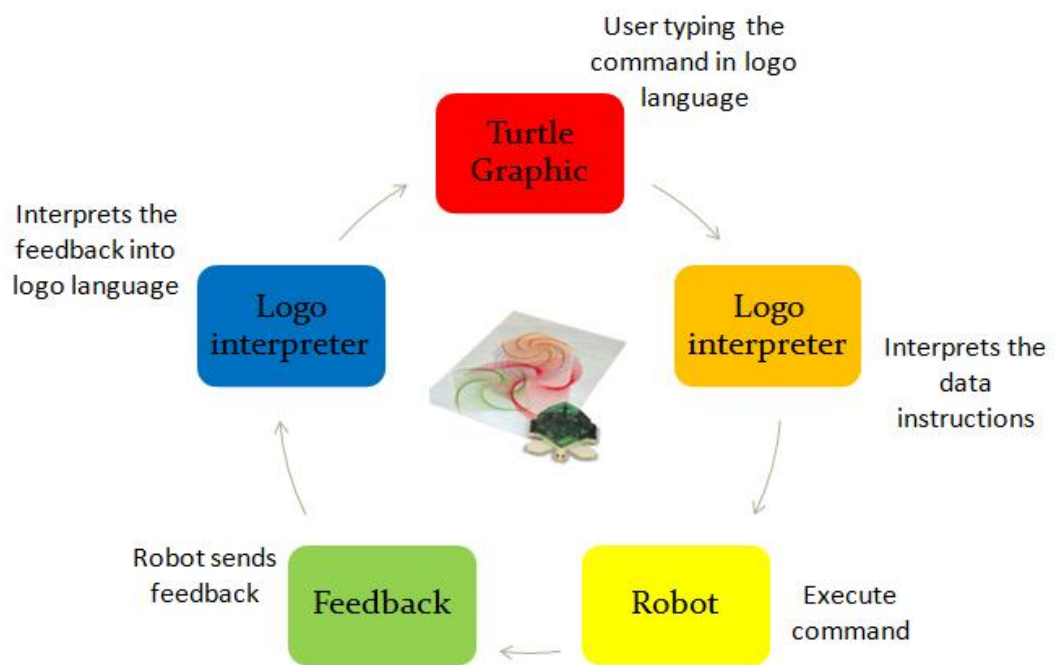 User typing the
command in logo
language
Turtle
Graphic
Interprets the
feedback into
logo language
Logo
interpreter
Logo
interpreter
Interprets the
data
instructions
Robot sends
feedback
Feedback
Robot
Execute
command